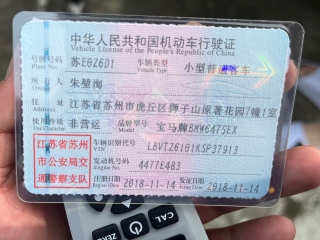 中华人民共和国机动车行驶证
Vehicle License of the People's Republic of China
号牌号码 苏E6Z6D1 车辆类型 小型普通客车
Plate No. Vehicle Type
所有人 朱堃洵
Owner
住址 江苏省苏州市虎丘区狮子山原著花园7幢1室
Address
使用性质 非营运 品牌型号 宝马牌BMW6475EX
Use Character Model
江苏省苏州
市公安局交
通警察支队
车辆识别代号 LBVTZ6101KSP37913
VIN
发动机号码 4477E483
Engine No.
注册日期 2018-11-14 发证日期 2018-11-14
Register Date Issue Date
CAL
ZERO